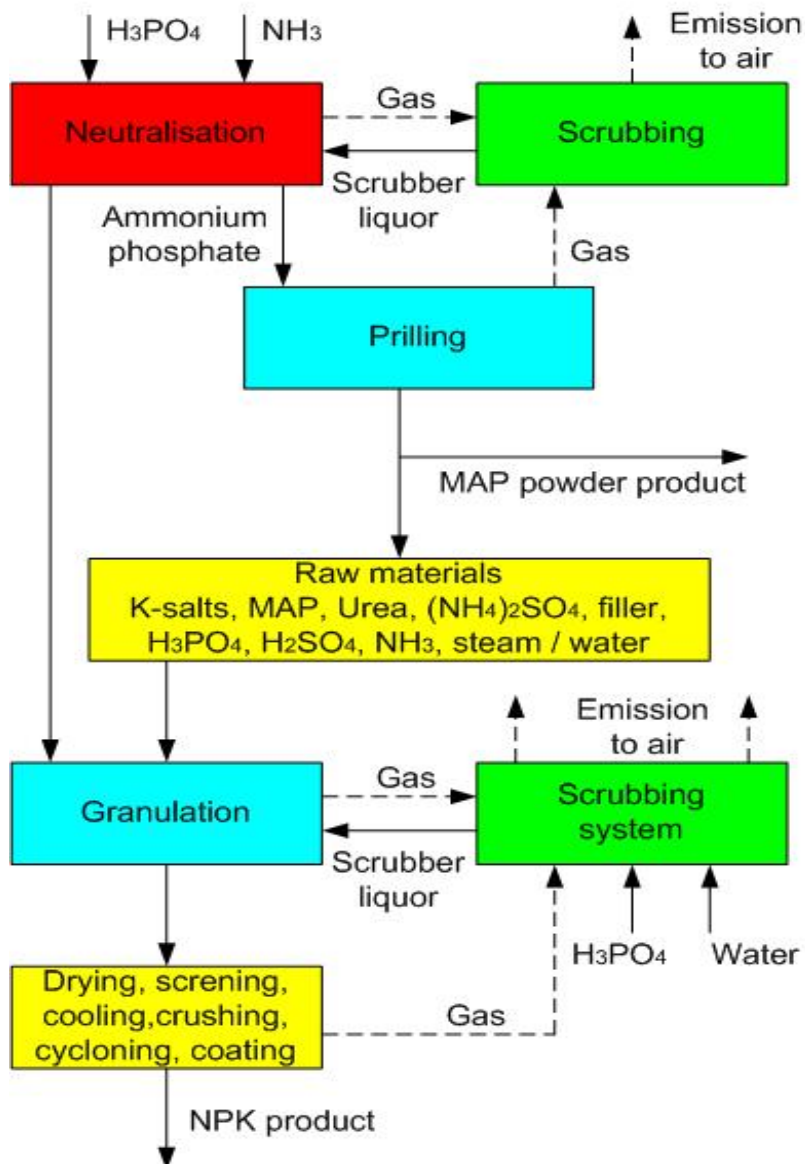 H₃PO₄
NH₃
Emission
to air
Neutralisation
Gas
Scrubbing
Scrubber
liquor
Ammonium
phosphate
Gas
Prilling
MAP powder product
Raw materials
K-salts, MAP, Urea, (NH₄)₂SO₄, filler,
H₃PO₄, H₂SO₄, NH₃, steam / water
Emission
to air
Granulation
Gas
Scrubbing
system
Scrubber
liquor
H₃PO₄
Water
Drying, screning,
cooling,crushing,
cycloning, coating
Gas
NPK product